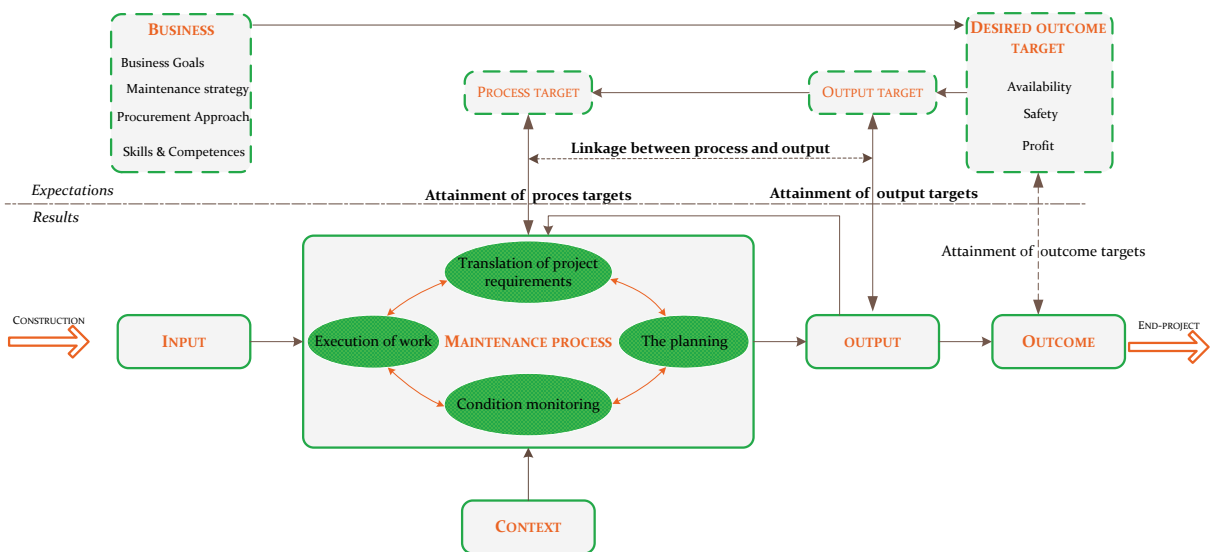 BUSINESS
Business Goals
Maintenance strategy
Procurement Approach
Skills & Competences
DESIRED OUTCOME
TARGET
Availability
Safety
Profit
PROCESS TARGET
OUTPUT TARGET
Linkage between process and output
Expectations
Attainment of proces targets
Attainment of output targets
Results
Attainment of outcome targets
CONSTRUCTION
INPUT
Translation of project
requirements
Execution of work
MAINTENANCE PROCESS
The planning
Condition monitoring
OUTPUT
OUTCOME
END-PROJECT
CONTEXT